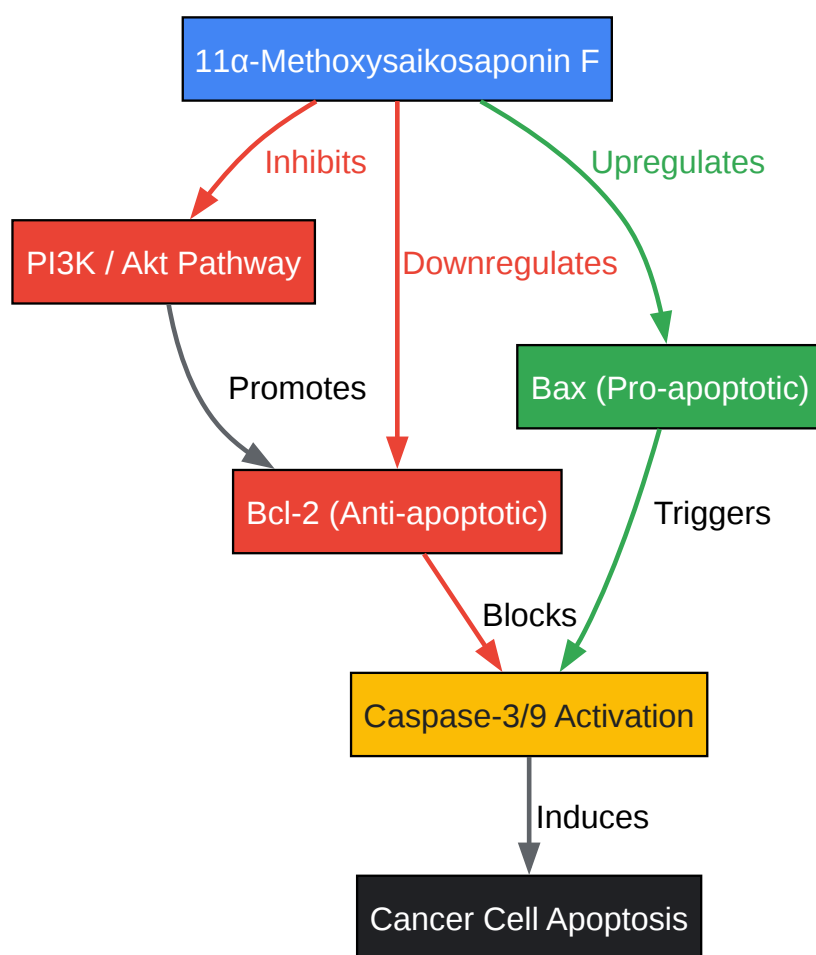 11α-Methoxysaikosaponin F
Inhibits
Upregulates
PI3K / Akt Pathway
Downregulates
Promotes
Bax (Pro-apoptotic)
Bcl-2 (Anti-apoptotic)
Triggers
Blocks
Caspase-3/9 Activation
Induces
Cancer Cell Apoptosis